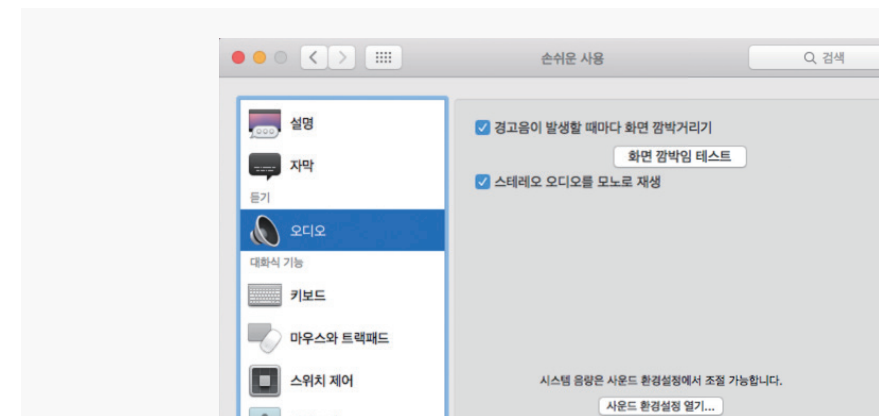 손쉬운 사용
검색
설명
자막
듣기
오디오
대화식 기능
키보드
마우스와 트랙패드
스위치 제어
경고음이 발생할 때마다 화면 깜박거리기
화면 깜박임 테스트
스테레오 오디오를 모노로 재생
시스템 음량은 사운드 환경설정에서 조절 가능합니다.
사운드 환경설정 열기...